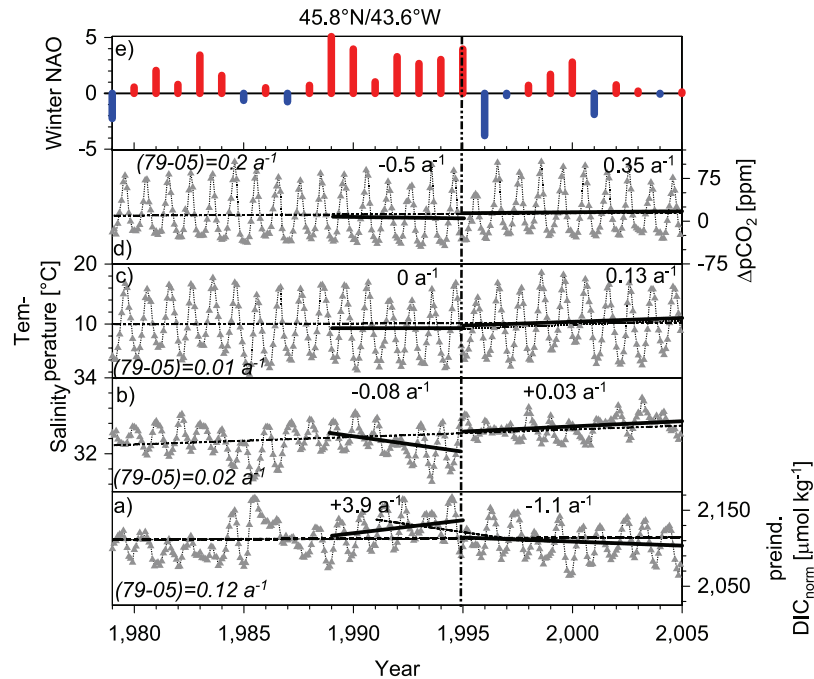 45.8°N/43.6°W
5
e)
Winter NAO
0
-5
(79-05)=0.2 a-1
-0.5 a-1
0.35 a-1
75
0
-75
ΔpCO2 [ppm]
d)
20
c)
0 a-1
0.13 a-1
Tem-
perature [°C]
10
(79-05)=0.01 a-1
34
b)
-0.08 a-1
+0.03 a-1
Salinity
32
(79-05)=0.02 a-1
a)
+3.9 a-1
-1.1 a-1
2,150
2,050
preind.
DICnorm [μmol kg-1]
(79-05)=0.12 a-1
1,980 1,985 1,990 1,995 2,000 2,005
Year